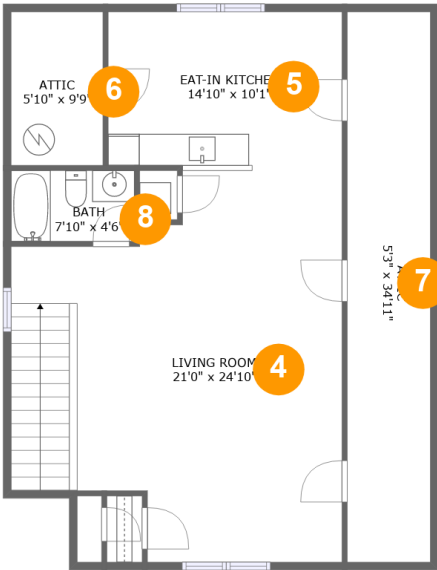 ATTIC
5'10" x 9'9"
6
EAT-IN KITCHE
14'10" x 10'1"
5
BATH
7'10" x 4'6
8
5'3" x 34'11"
7
LIVING ROOM
21'0" x 24'10"
4